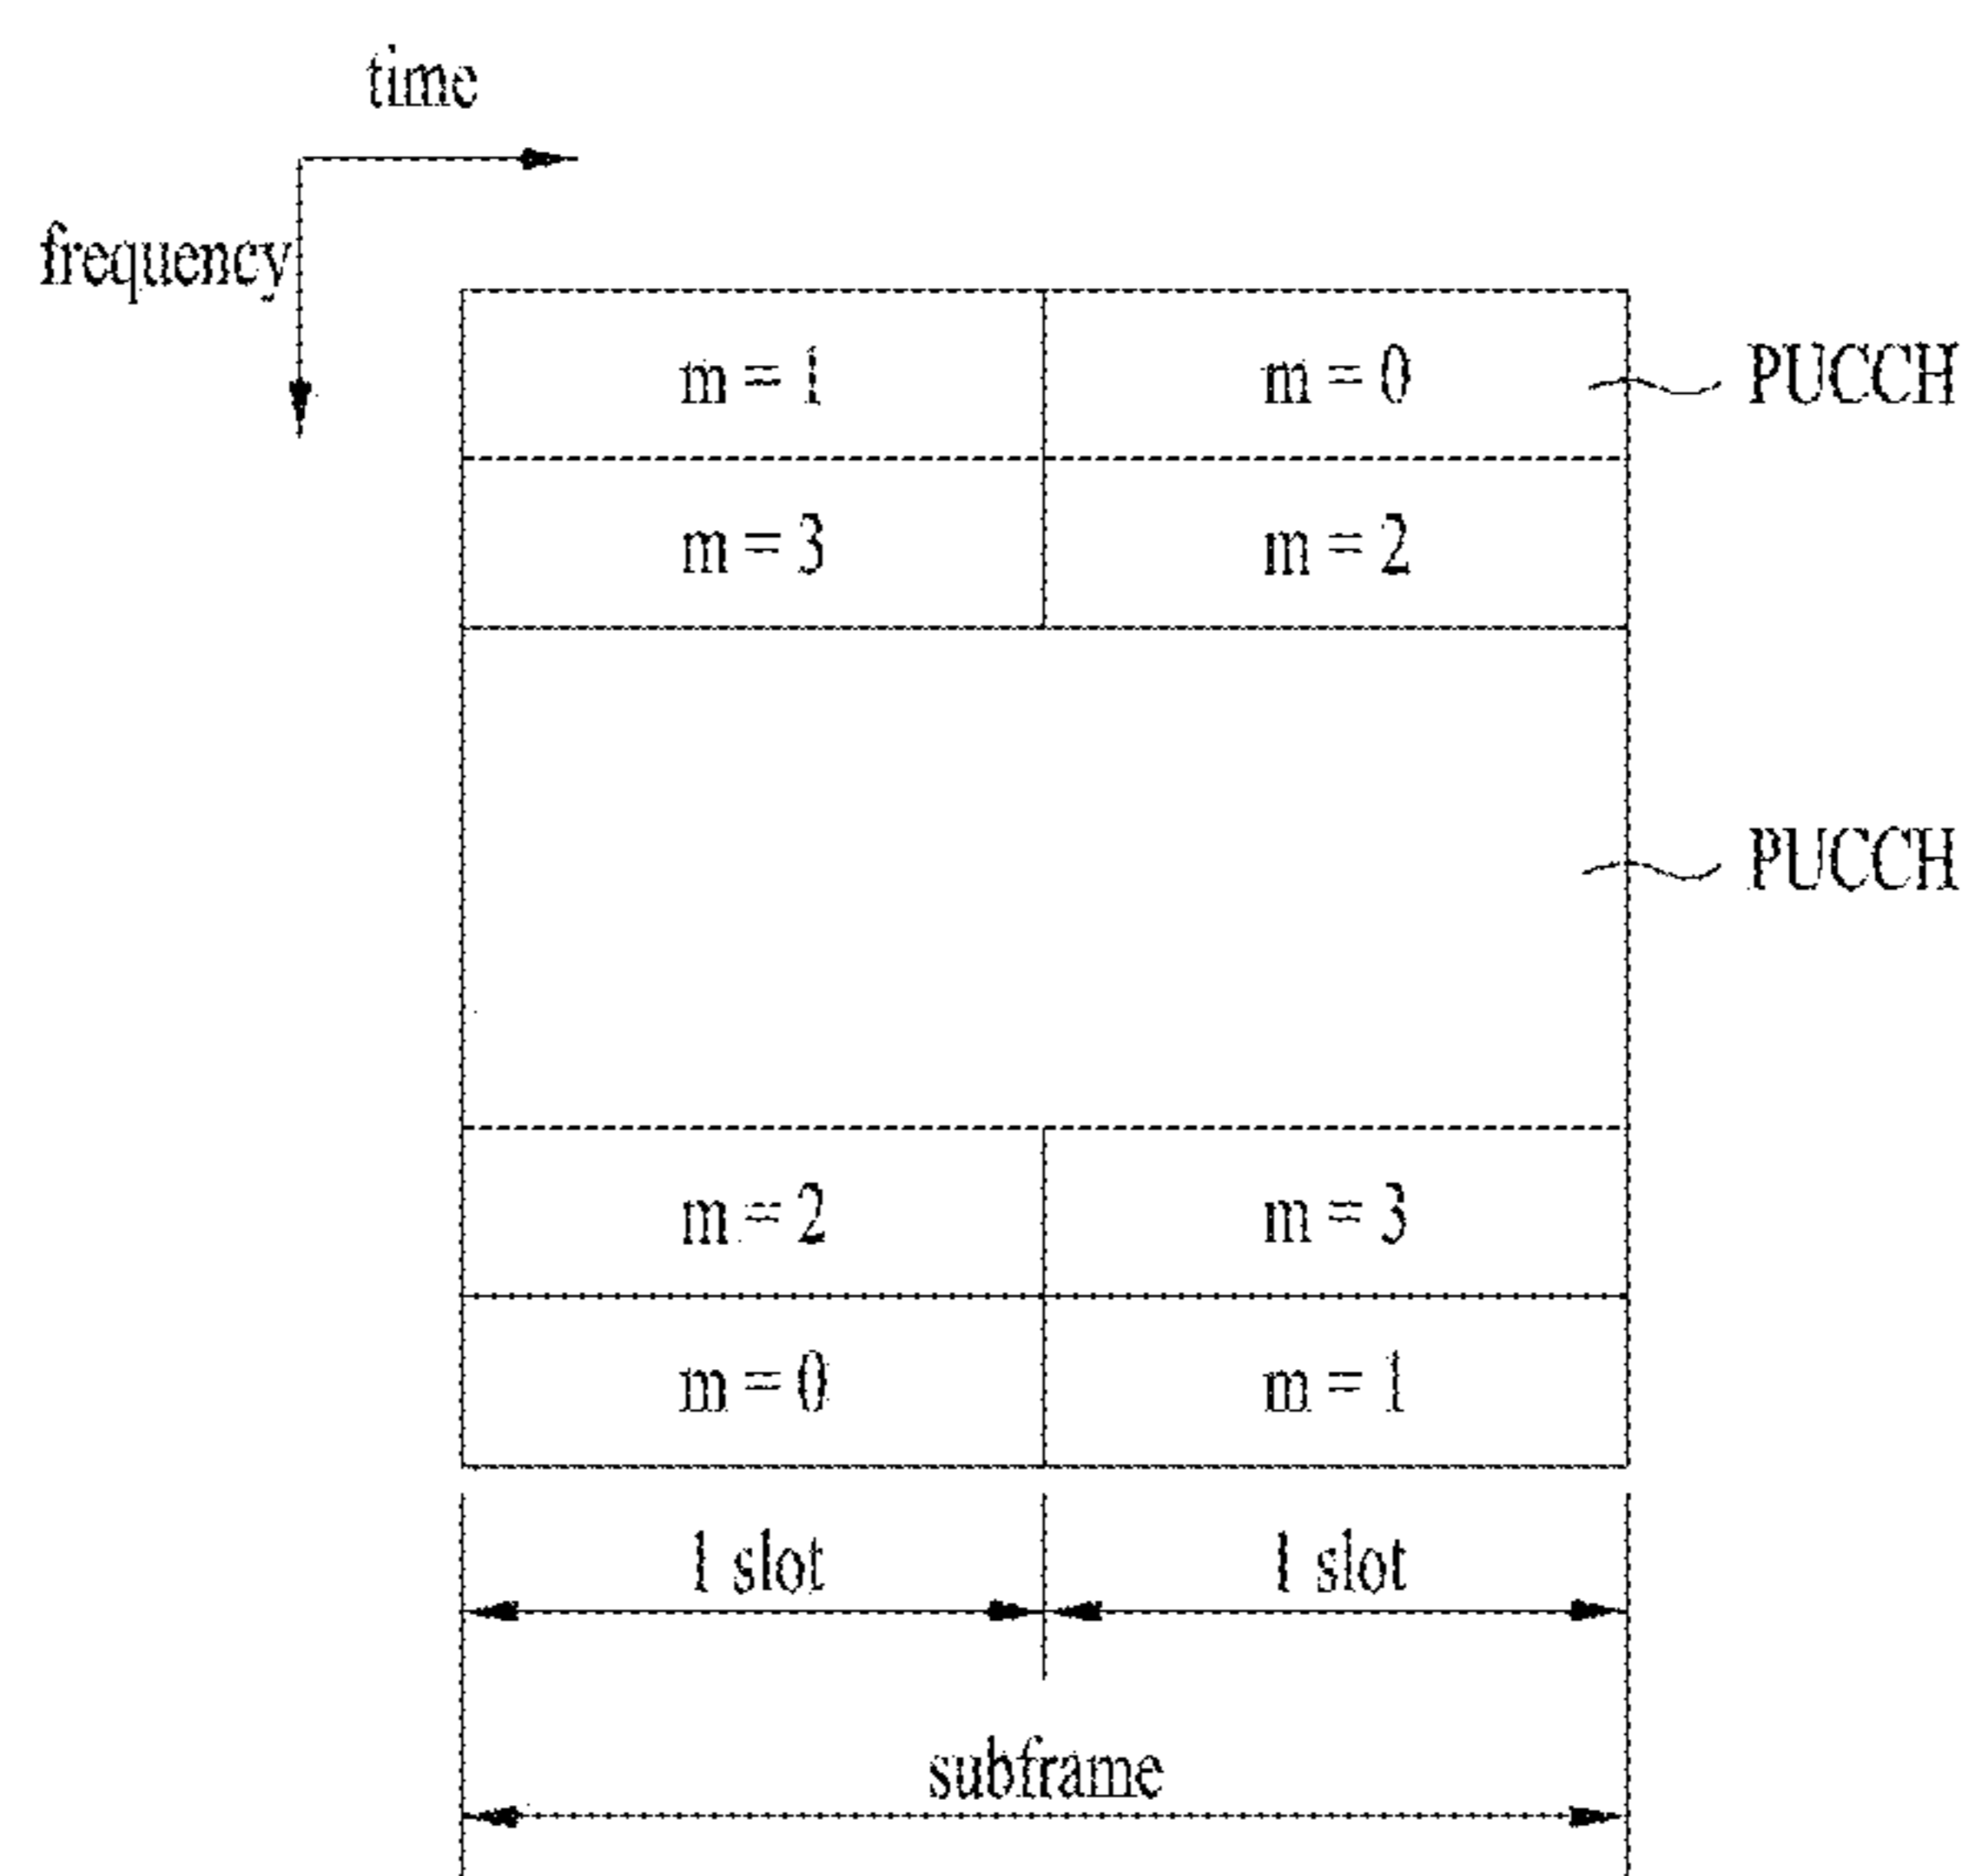 time
frequency
m = 1 m = 0 PUCCH
m = 3 m = 2
PUCCH
m = 2 m = 3
m = 0 m = 1
1 slot 1 slot
subframe